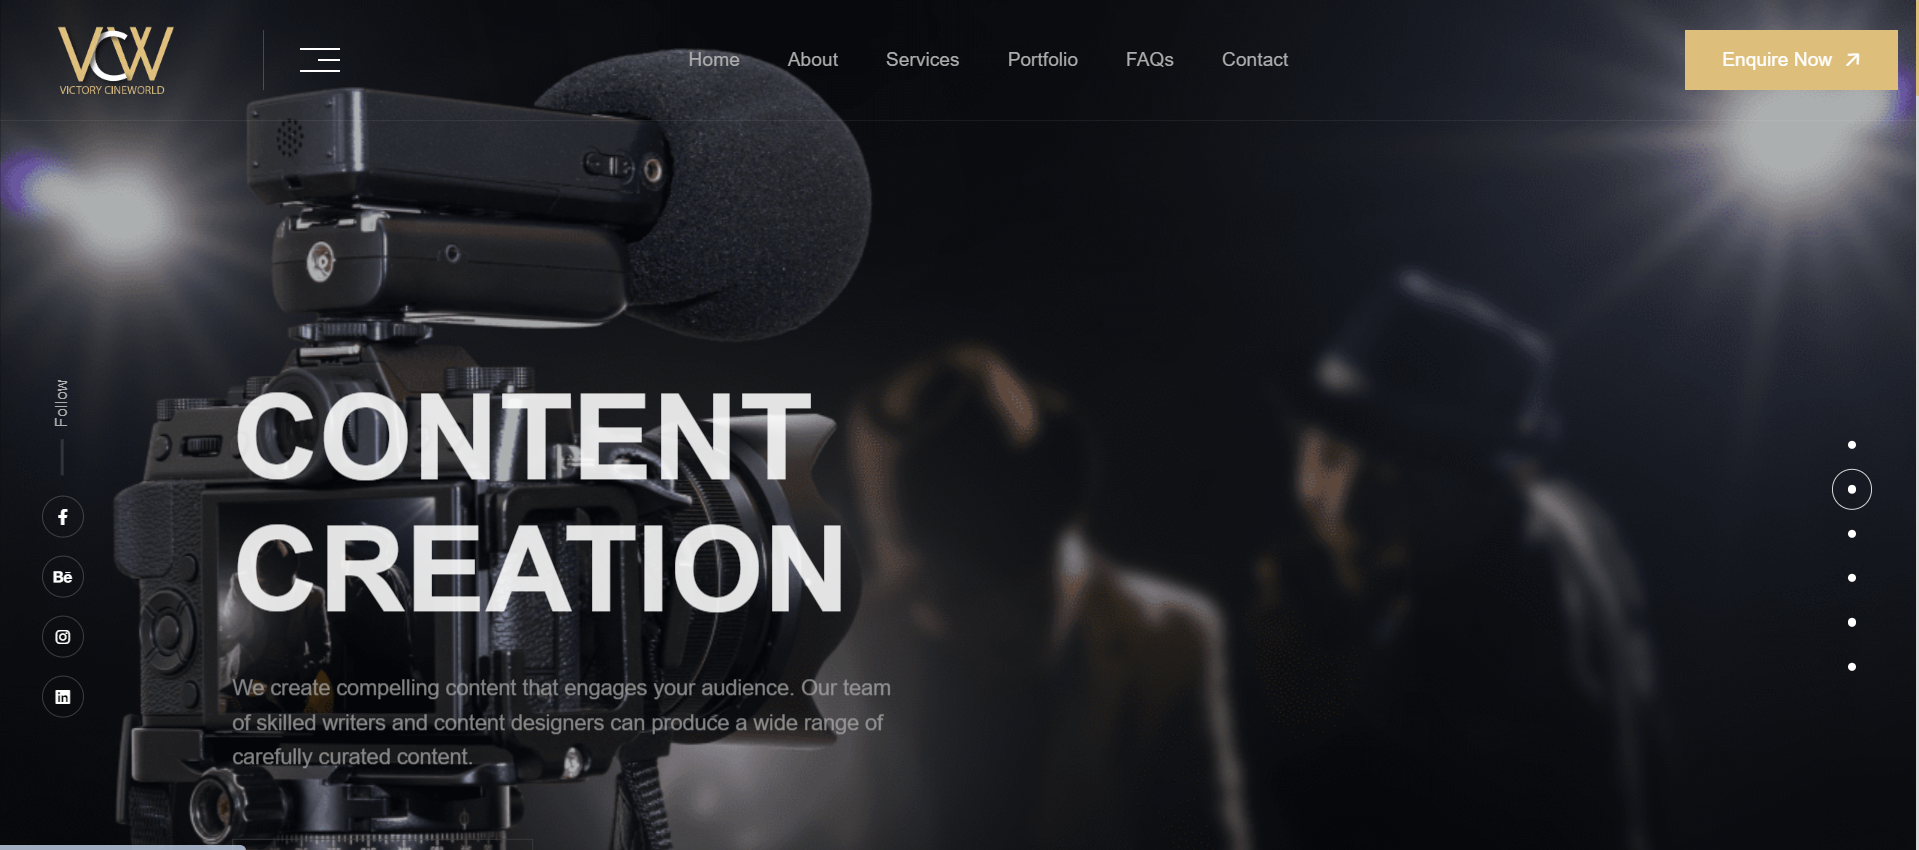 VCW
VICTORY CINEWORLD
Home
About
Services
Portfolio
FAQs
Contact
Enquire Now
Follow
Bē
in
CONTENT
CREATION
We create compelling content that engages your audience. Our team
of skilled writers and content designers can produce a wide range of
carefully curated content.